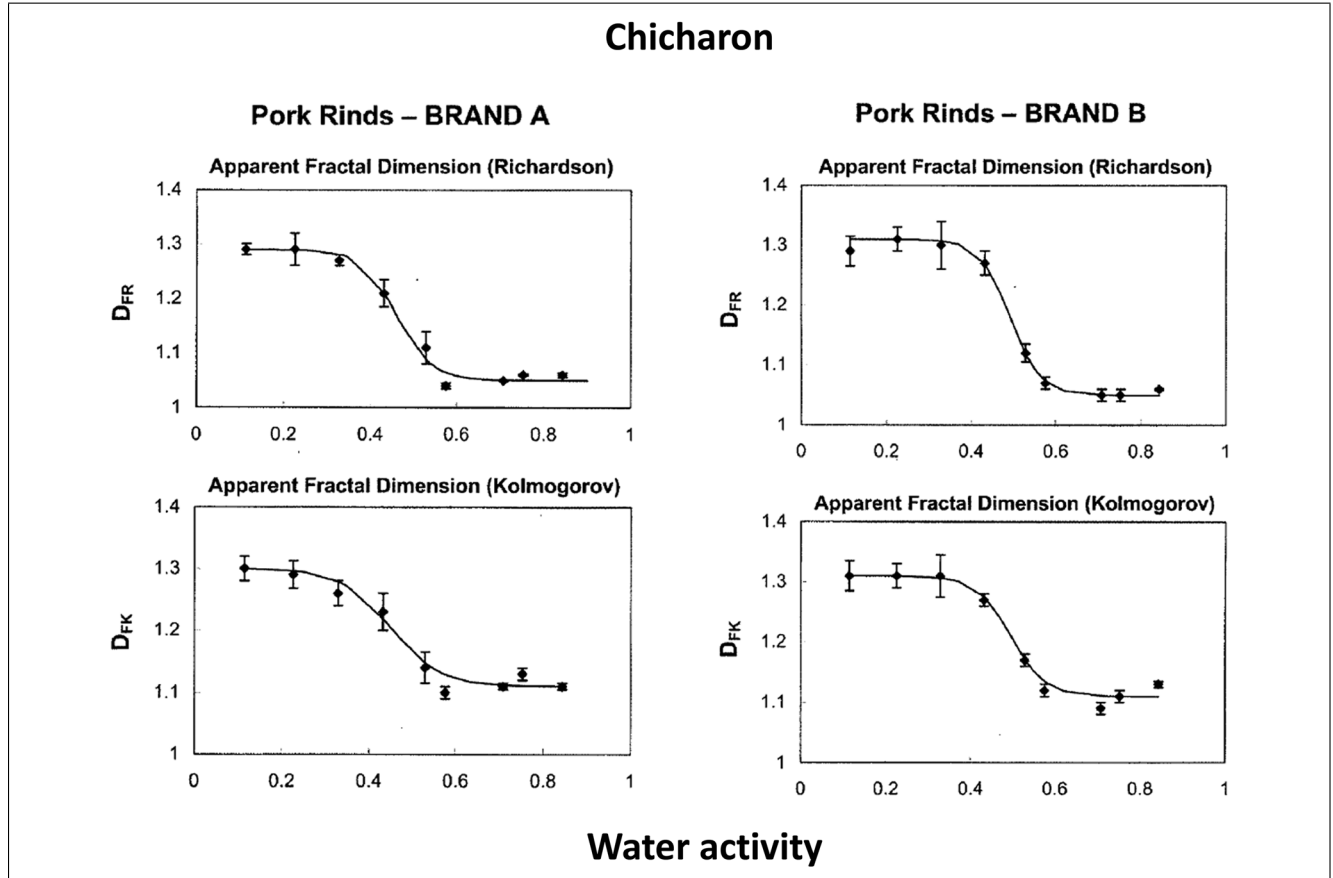 Chicharon
Pork Rinds – BRAND A
Apparent Fractal Dimension (Richardson)
1.4
1.3
1.2
1.1
1
D_FR
0 0.2 0.4 0.6 0.8 1
Apparent Fractal Dimension (Kolmogorov)
1.4
1.3
1.2
1.1
1
D_FK
0 0.2 0.4 0.6 0.8 1
Pork Rinds – BRAND B
Apparent Fractal Dimension (Richardson)
1.4
1.3
1.2
1.1
1
D_FR
0 0.2 0.4 0.6 0.8 1
Apparent Fractal Dimension (Kolmogorov)
1.4
1.3
1.2
1.1
1
D_FK
0 0.2 0.4 0.6 0.8 1
Water activity